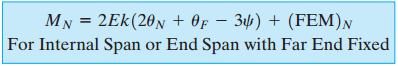 M_N = 2Ek(2θ_N + θ_F − 3ψ) + (FEM)_N
For Internal Span or End Span with Far End Fixed